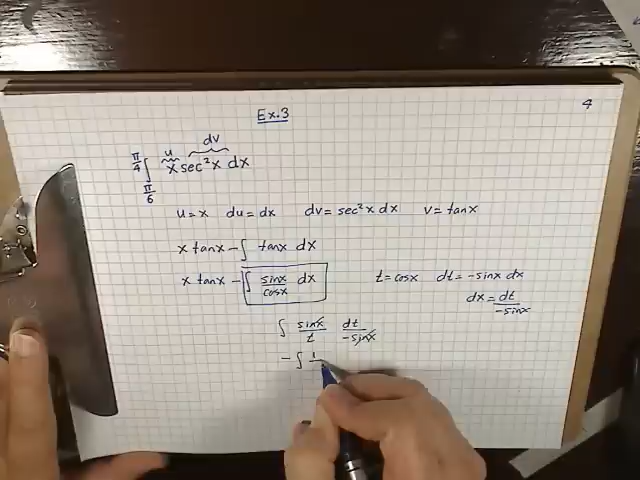 Ex.3
4
π/4 ∫ π/6 x sec²x dx
u dv
u=x du=dx dv=sec²x dx v=tanx
x tanx - ∫ tanx dx
x tanx - ∫ sinx/cosx dx t=cosx dt=-sinx dx
dx=dt/-sinx
∫ sinx/t dt/-sinx
- ∫ 1